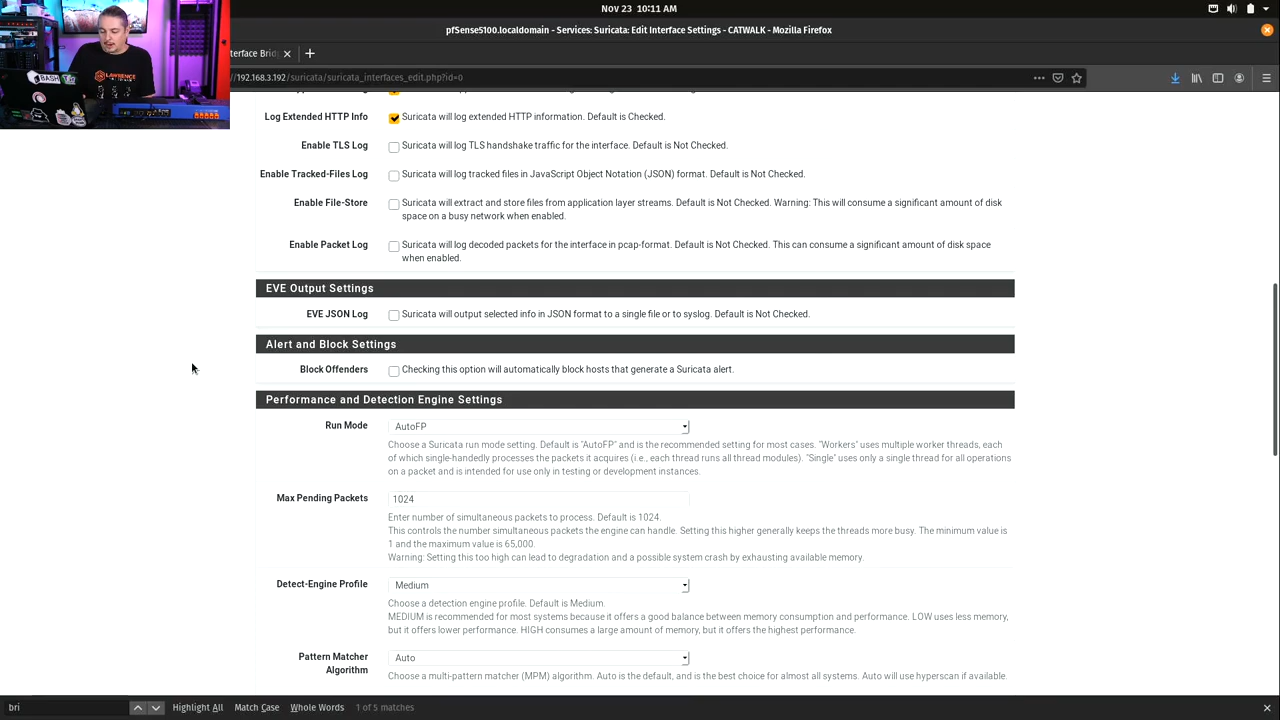 Nov 23 10:11 AM
pfSense5100.localdomain - Services: Suricata: Edit Interface Settings - CATWALK - Mozilla Firefox
terface Bri
//192.168.3.192/suricata/suricata_interfaces_edit.php?id=0
BASH
LAWRENCE
Log Extended HTTP Info Suricata will log extended HTTP information. Default is Checked.
Enable TLS Log Suricata will log TLS handshake traffic for the interface. Default is Not Checked.
Enable Tracked-Files Log Suricata will log tracked files in JavaScript Object Notation (JSON) format. Default is Not Checked.
Enable File-Store Suricata will extract and store files from application layer streams. Default is Not Checked. Warning: This will consume a significant amount of disk
space on a busy network when enabled.
Enable Packet Log Suricata will log decoded packets for the interface in pcap-format. Default is Not Checked. This can consume a significant amount of disk space
when enabled.
EVE Output Settings
EVE JSON Log Suricata will output selected info in JSON format to a single file or to syslog. Default is Not Checked.
Alert and Block Settings
Block Offenders Checking this option will automatically block hosts that generate a Suricata alert.
Performance and Detection Engine Settings
Run Mode AutoFP
Choose a Suricata run mode setting. Default is "AutoFP" and is the recommended setting for most cases. "Workers" uses multiple worker threads, each
of which single-handedly processes the packets it acquires (i.e., each thread runs all thread modules). "Single" uses only a single thread for all operations
on a packet and is intended for use only in testing or development instances.
Max Pending Packets 1024
Enter number of simultaneous packets to process. Default is 1024.
This controls the number simultaneous packets the engine can handle. Setting this higher generally keeps the threads more busy. The minimum value is
1 and the maximum value is 65,000.
Warning: Setting this too high can lead to degradation and a possible system crash by exhausting available memory.
Detect-Engine Profile Medium
Choose a detection engine profile. Default is Medium.
MEDIUM is recommended for most systems because it offers a good balance between memory consumption and performance. LOW uses less memory,
but it offers lower performance. HIGH consumes a large amount of memory, but it offers the highest performance.
Pattern Matcher Auto
Algorithm
Choose a multi-pattern matcher (MPM) algorithm. Auto is the default, and is the best choice for almost all systems. Auto will use hyperscan if available.
bri Highlight All Match Case Whole Words 1 of 5 matches